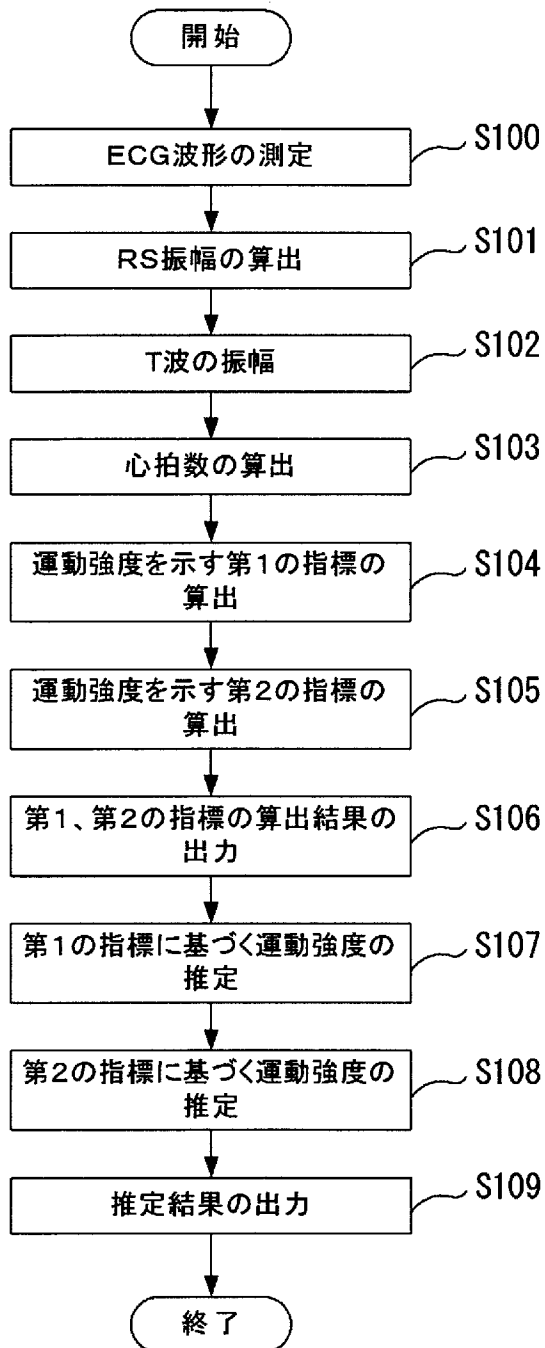 開始
ECG波形の測定
S100
RS振幅の算出
S101
T波の振幅
S102
心拍数の算出
S103
運動強度を示す第1の指標の
算出
S104
運動強度を示す第2の指標の
算出
S105
第1、第2の指標の算出結果の
出力
S106
第1の指標に基づく運動強度の
推定
S107
第2の指標に基づく運動強度の
推定
S108
推定結果の出力
S109
終了